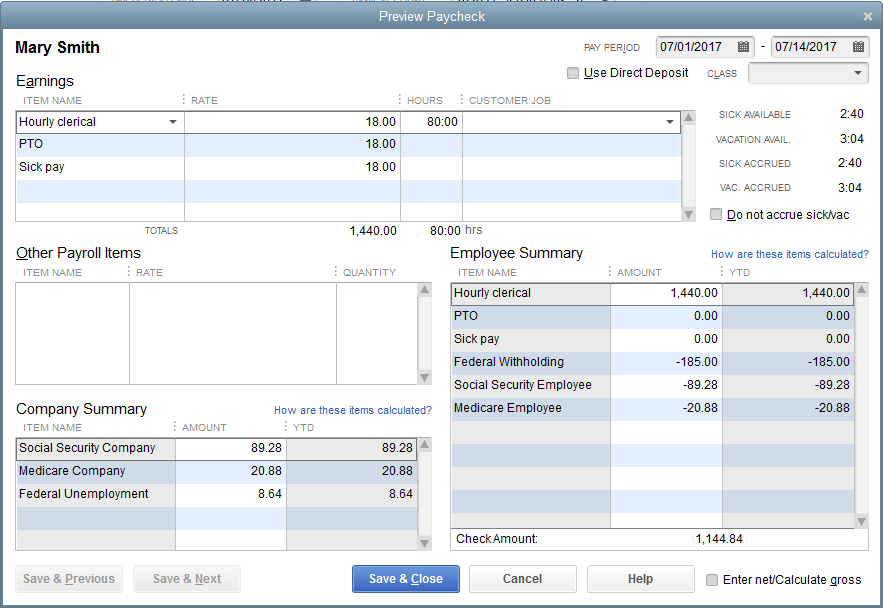 Preview Paycheck
Mary Smith
PAY PERIOD 07/01/2017 - 07/14/2017
Use Direct Deposit CLASS
Earnings
ITEM NAME RATE HOURS CUSTOMER:JOB
Hourly clerical 18.00 80:00
PTO 18.00
Sick pay 18.00
TOTALS 1,440.00 80:00 hrs
SICK AVAILABLE 2:40
VACATION AVAIL. 3:04
SICK ACCRUED 2:40
VAC. ACCRUED 3:04
Do not accrue sick/vac
Other Payroll Items
ITEM NAME RATE QUANTITY
Employee Summary How are these items calculated?
ITEM NAME AMOUNT YTD
Hourly clerical 1,440.00 1,440.00
PTO 0.00 0.00
Sick pay 0.00 0.00
Federal Withholding -185.00 -185.00
Social Security Employee -89.28 -89.28
Medicare Employee -20.88 -20.88
Check Amount: 1,144.84
Company Summary How are these items calculated?
ITEM NAME AMOUNT YTD
Social Security Company 89.28 89.28
Medicare Company 20.88 20.88
Federal Unemployment 8.64 8.64
Save & Previous Save & Next Save & Close Cancel Help Enter net/Calculate gross